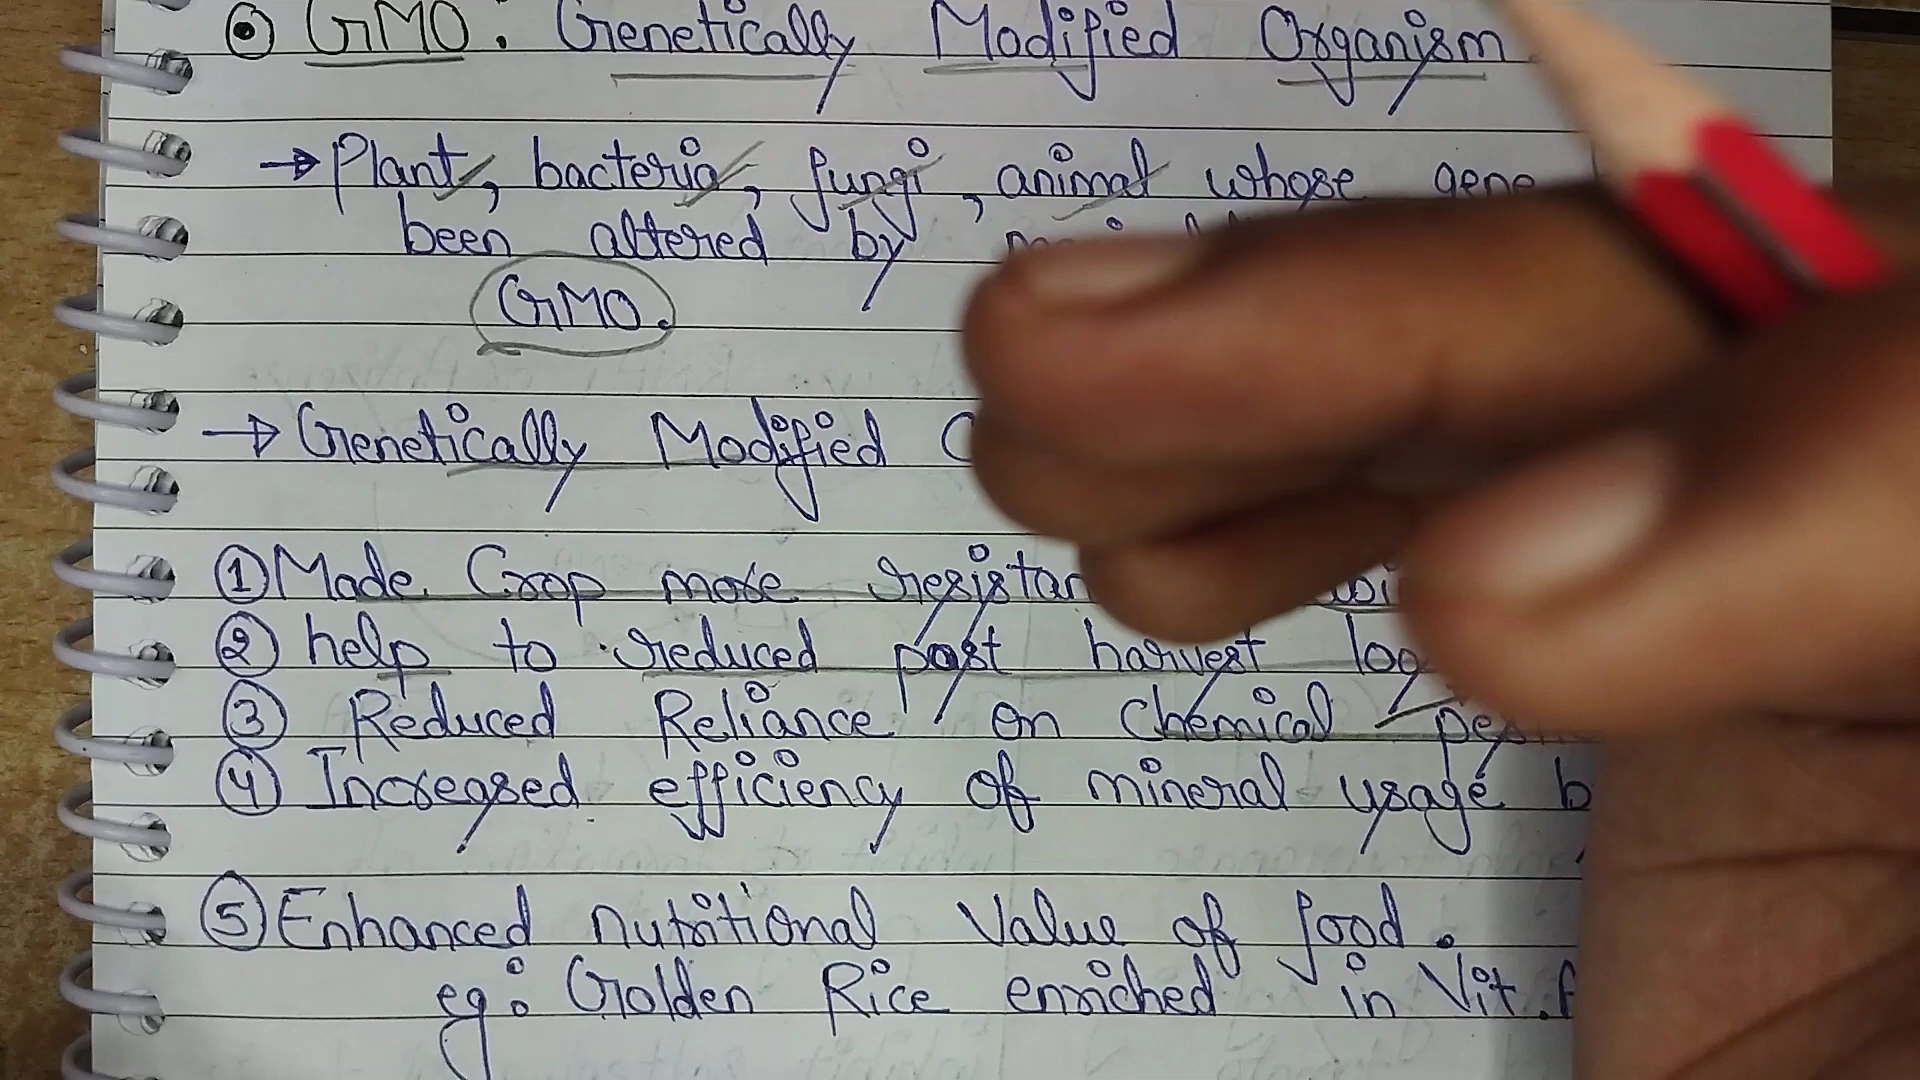 GMO: Genetically Modified Organism
→ Plant, bacteria, fungi, animal whose gene
been altered by
GMO.
→ Genetically Modified
① Made Crop more
② help to reduced post harvest
③ Reduced Reliance on Chemical
④ Increased efficiency of mineral usage
⑤ Enhanced nutritional Value of food.
eg: Golden Rice enriched in Vit.